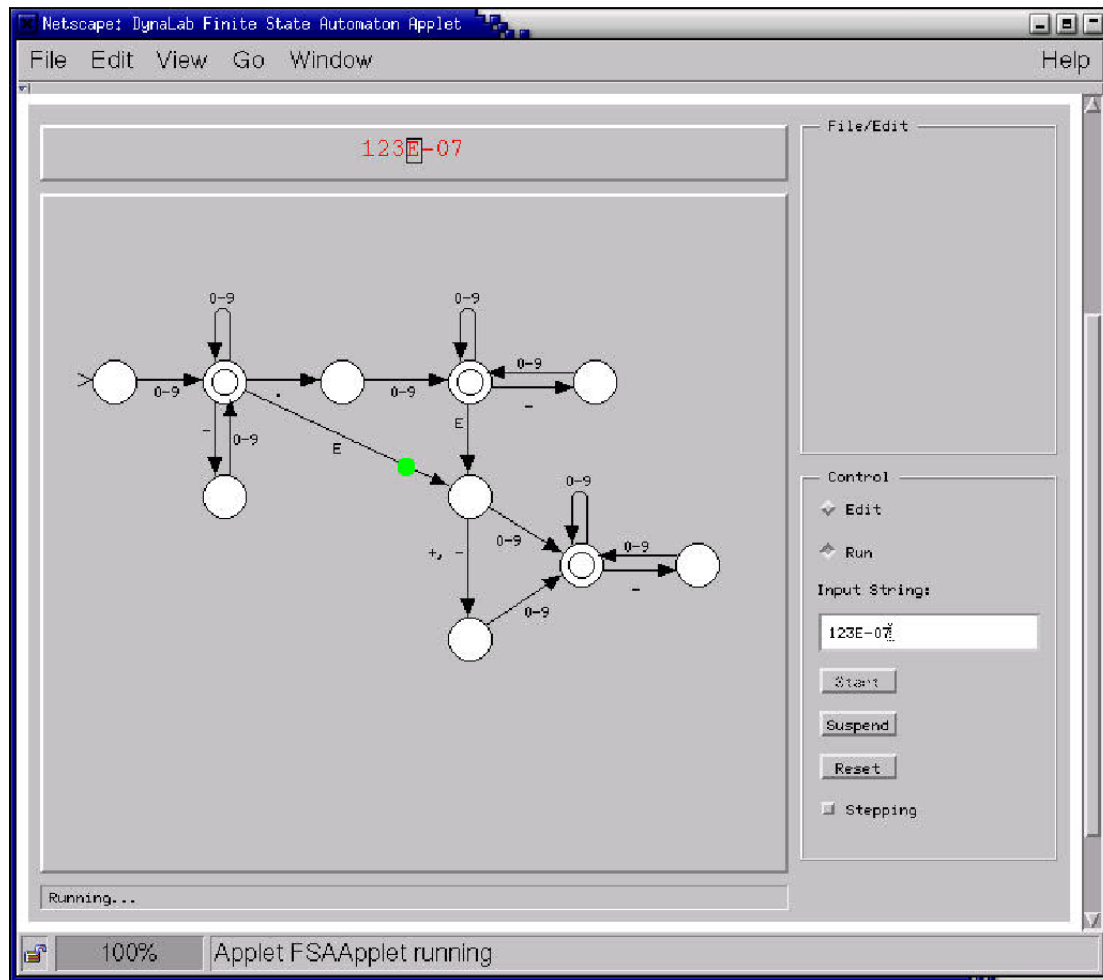 Netscape: DynaLab Finite State Automaton Applet
File Edit View Go Window Help
123E-07
File/Edit
0-9 0-9
0-9
0-9 . 0-9 -
- 0-9 E E
0-9
+, - 0-9 0-9
-
0-9
Control
Edit
Run
Input String:
123E-07
Start
Suspend
Reset
Stepping
Running...
100% Applet FSAApplet running